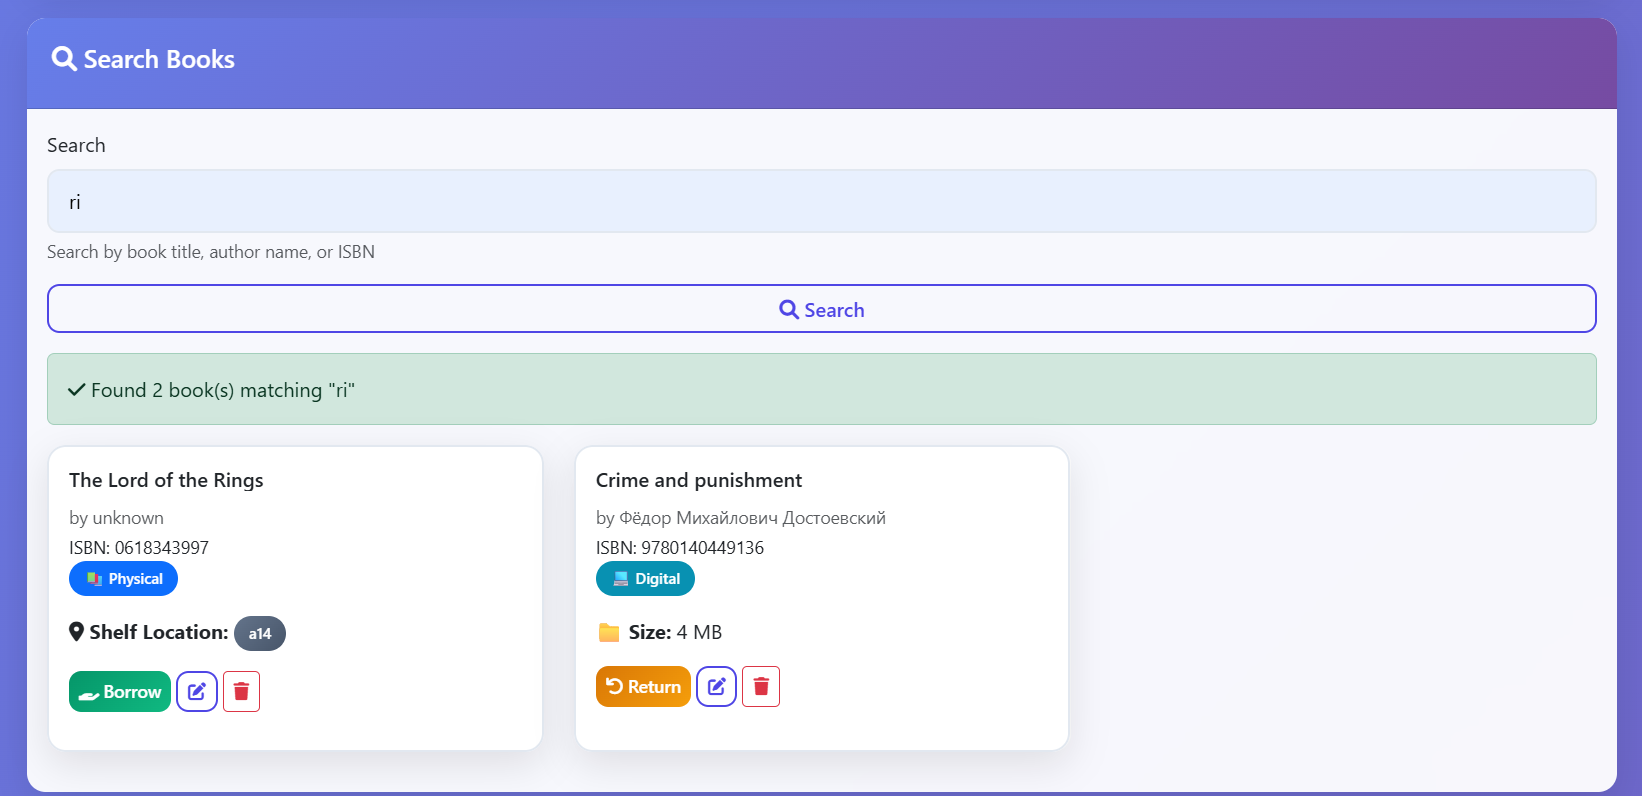 Search Books
Search
ri
Search by book title, author name, or ISBN
Search
Found 2 book(s) matching "ri"
The Lord of the Rings
by unknown
ISBN: 0618343997
Physical
Shelf Location: a14
Borrow
Crime and punishment
by Фёдор Михайлович Достоевский
ISBN: 9780140449136
Digital
Size: 4 MB
Return